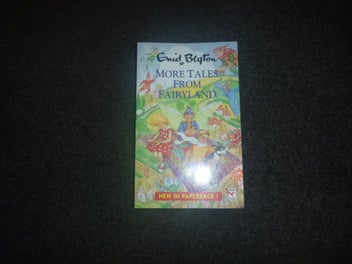 Enid Blyton
MORE TALES
FROM
FAIRYLAND
NEW IN PAPERBACK!